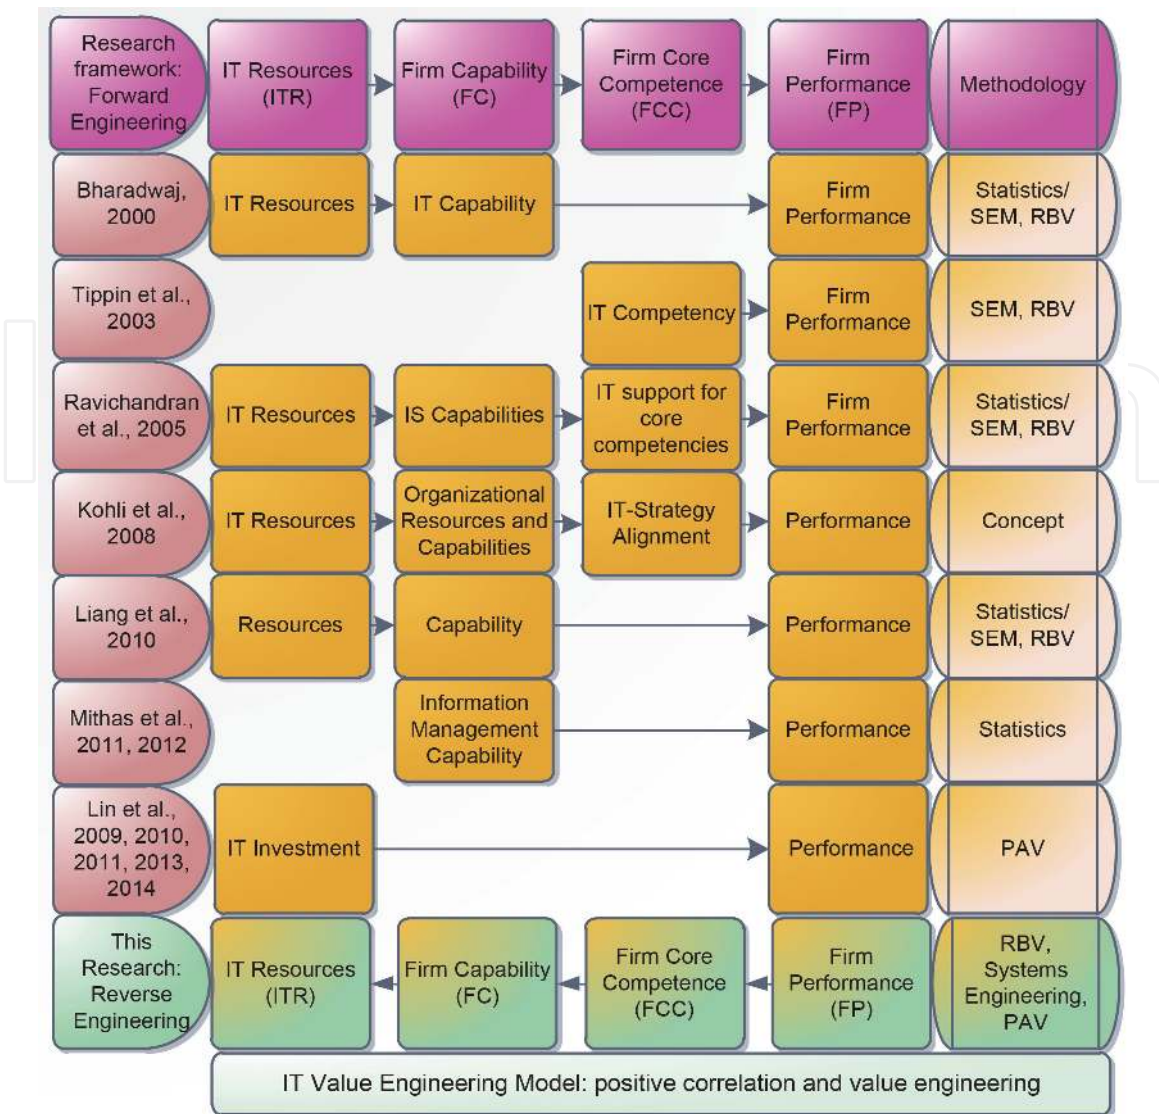 Research
framework:
Forward
Engineering
IT Resources
(ITR)
Firm Capability
(FC)
Firm Core
Competence
(FCC)
Firm
Performance
(FP)
Methodology
Bharadwaj,
2000
IT Resources
IT Capability
Firm
Performance
Statistics/
SEM, RBV
Tippin et al.,
2003
IT Competency
Firm
Performance
SEM, RBV
Ravichandran
et al., 2005
IT Resources
IS Capabilities
IT support for
core
competencies
Firm
Performance
Statistics/
SEM, RBV
Kohli et al.,
2008
IT Resources
Organizational
Resources and
Capabilities
IT-Strategy
Alignment
Performance
Concept
Liang et al.,
2010
Resources
Capability
Performance
Statistics/
SEM, RBV
Mithas et al.,
2011, 2012
Information
Management
Capability
Performance
Statistics
Lin et al.,
2009, 2010,
2011, 2013,
2014
IT Investment
Performance
PAV
This
Research:
Reverse
Engineering
IT Resources
(ITR)
Firm Capability
(FC)
Firm Core
Competence
(FCC)
Firm
Performance
(FP)
RBV,
Systems
Engineering,
PAV
IT Value Engineering Model: positive correlation and value engineering